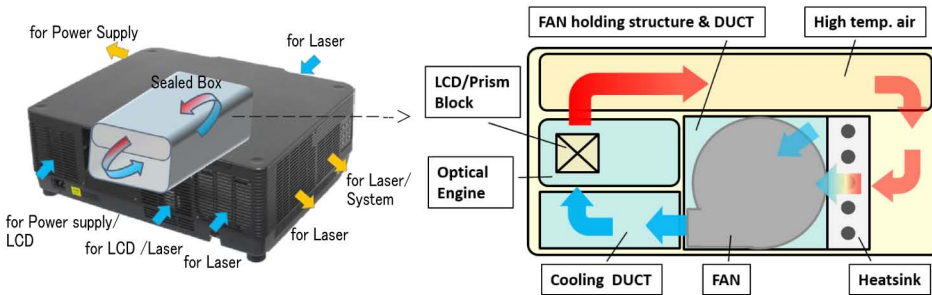 for Power Supply
for Laser
Sealed Box
for Laser/
System
for Power supply/
LCD
for LCD /Laser
for Laser
for Laser
FAN holding structure & DUCT
High temp. air
LCD/Prism
Block
Optical
Engine
Cooling DUCT
FAN
Heatsink